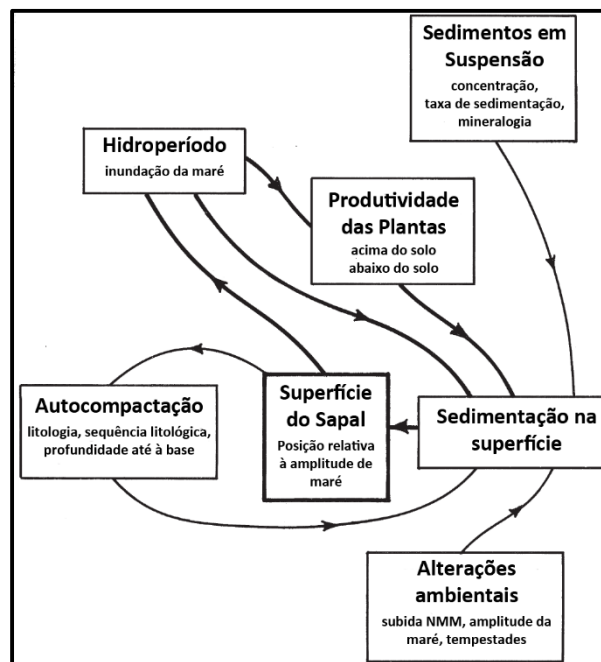 Sedimentos em
Suspensão
concentração,
taxa de sedimentação,
mineralogia
Hidroperíodo
inundação da maré
Produtividade
das Plantas
acima do solo
abaixo do solo
Autocompactação
litologia, sequência litológica,
profundidade até à base
Superfície
do Sapal
Posição relativa
à amplitude de
maré
Sedimentação na
superfície
Alterações
ambientais
subida NMM, amplitude da
maré, tempestades